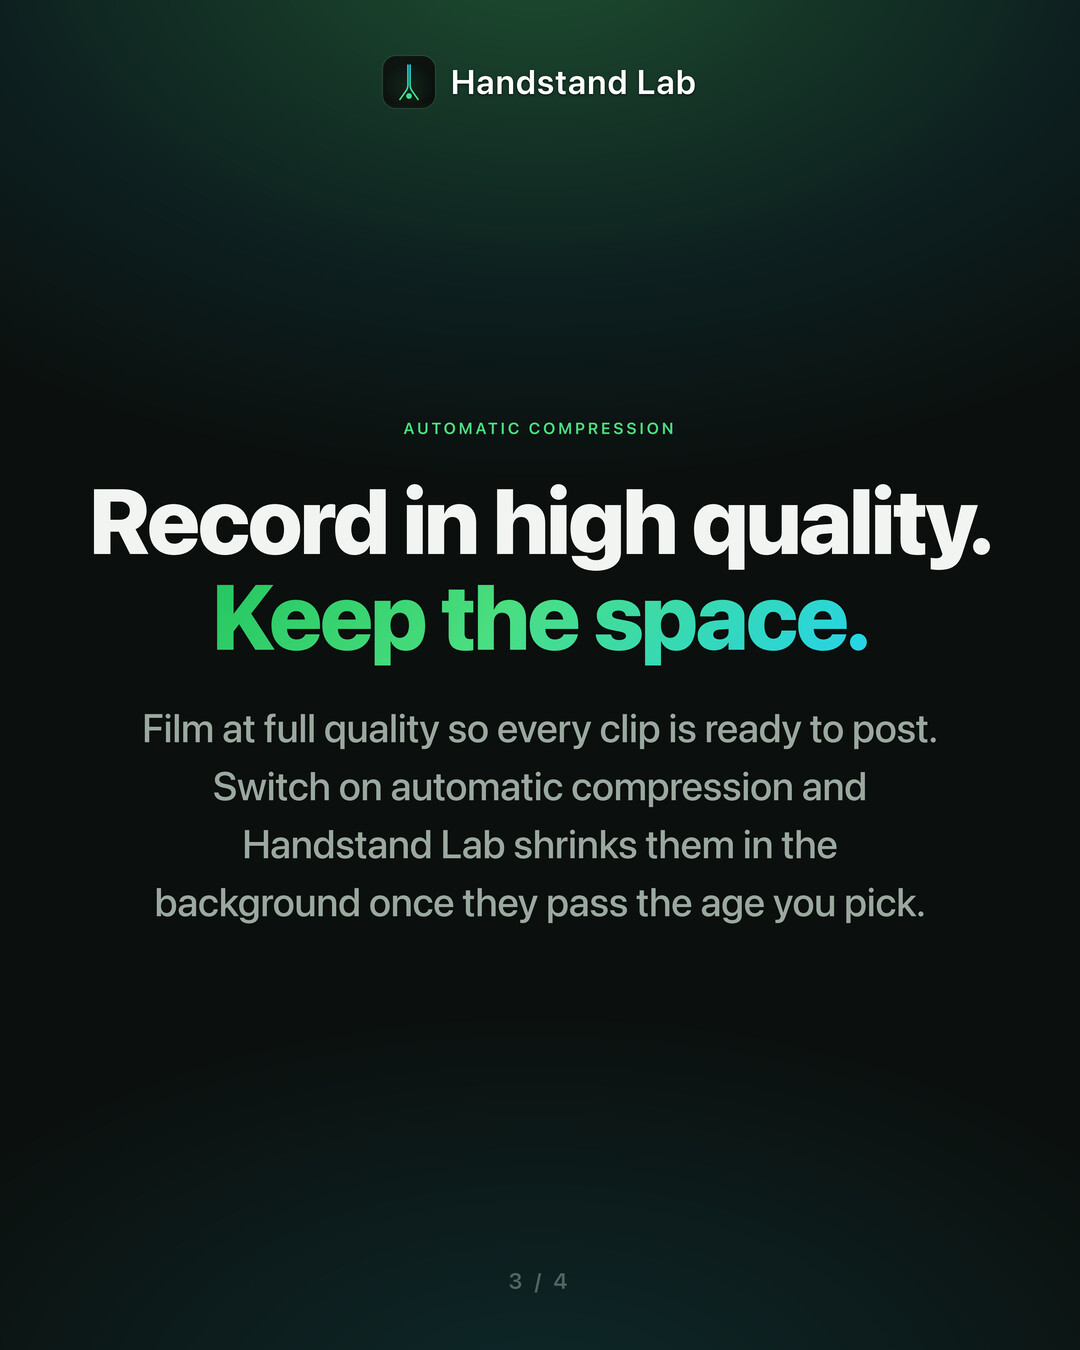 Handstand Lab
AUTOMATIC COMPRESSION
Record in high quality.
Keep the space.
Film at full quality so every clip is ready to post.
Switch on automatic compression and
Handstand Lab shrinks them in the
background once they pass the age you pick.
3 / 4